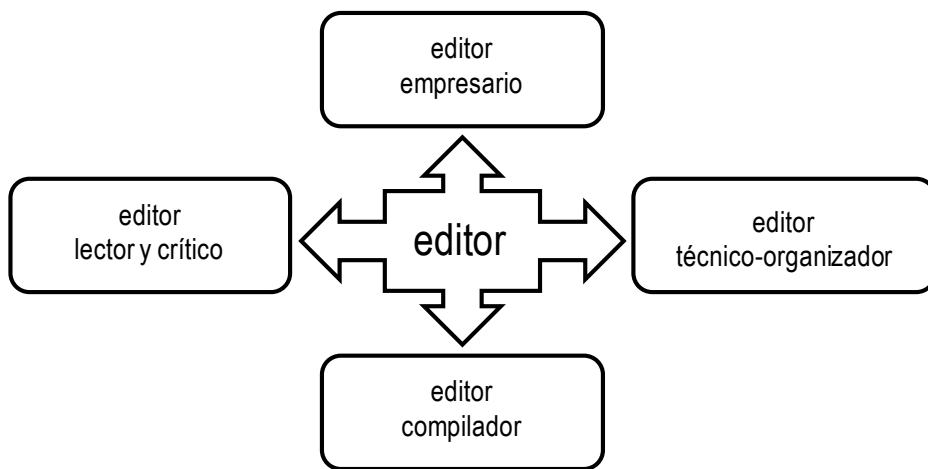 editor
empresario
editor
lector y crítico
editor
editor
técnico-organizador
editor
compilador